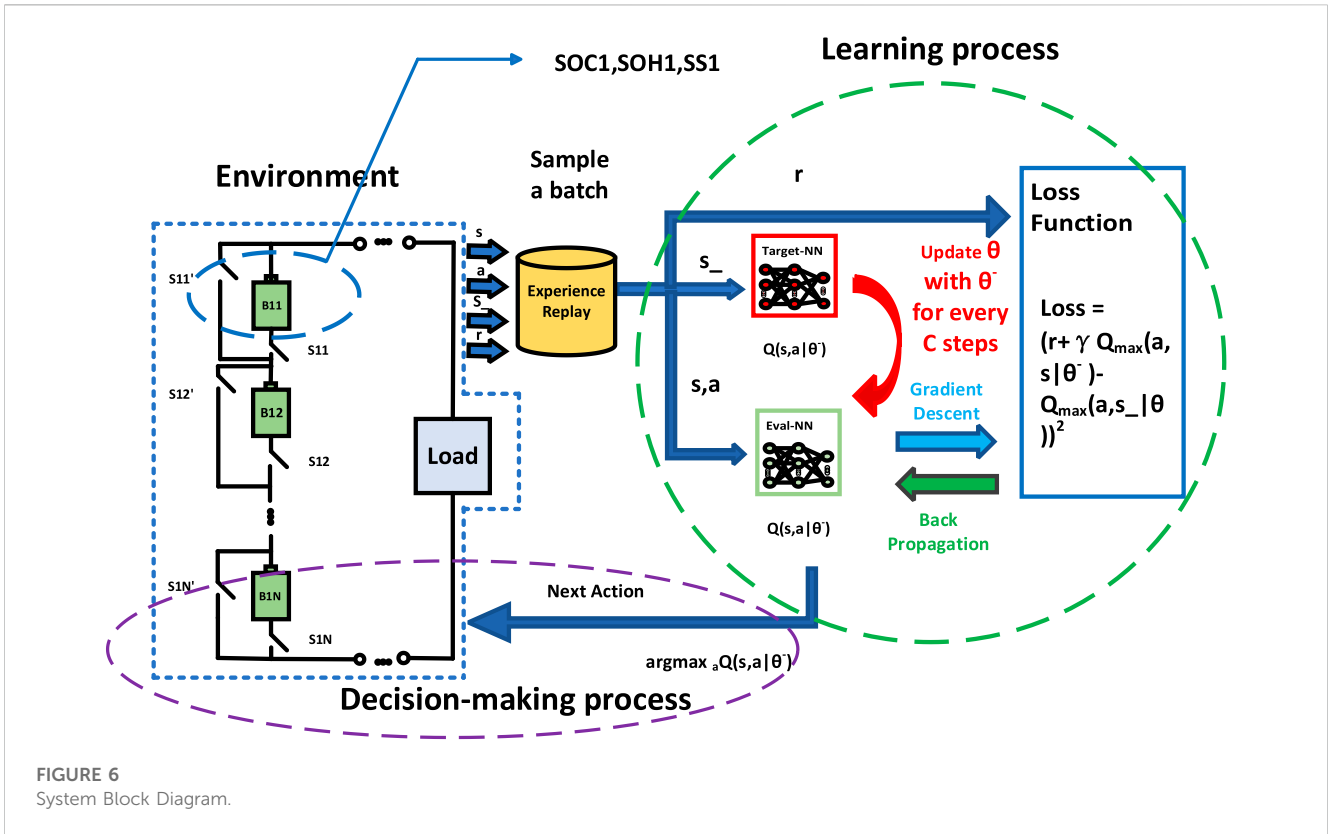 SOC1,SOH1,SS1
Learning process
Environment
Sample
a batch
r
Loss
Function
s
a
S_
r
Experience
Replay
s_
Target-NN
Q(s,a|θ⁻)
Update θ
with θ⁻
for every
C steps
Loss =
(r+ γ Qmax(a,
s|θ⁻)-
Qmax(a,s_|θ
))²
s,a
Eval-NN
Q(s,a|θ⁻)
Gradient
Descent
Back
Propagation
S11'
B11
S11
S12'
B12
S12
Load
S1N'
B1N
S1N
Next Action
argmax ₐQ(s,a|θ⁻)
Decision-making process
FIGURE 6
System Block Diagram.